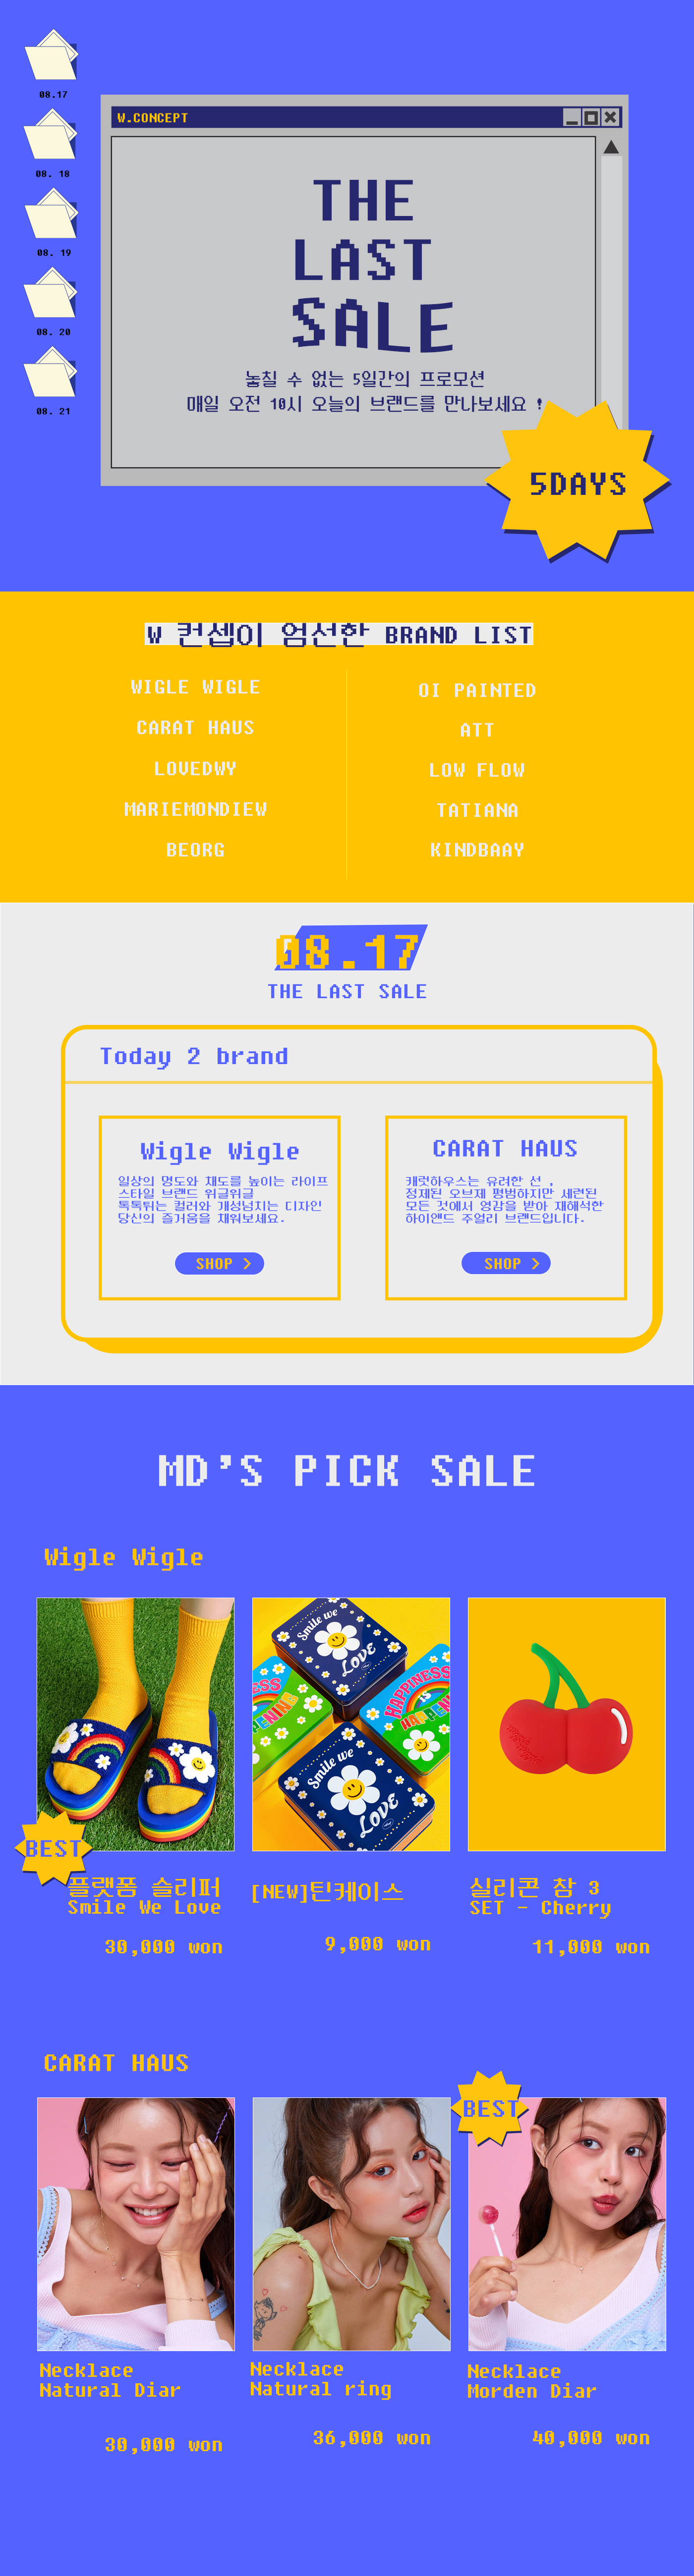 08.17
08. 18
08. 19
08. 20
08. 21
W.CONCEPT
THE
LAST
SALE
놓칠 수 없는 5일간의 프로모션
매일 오전 10시 오늘의 브랜드를 만나보세요 !
5DAYS
W 컨셉이 엄선한 BRAND LIST
WIGLE WIGLE
CARAT HAUS
LOVEDWY
MARIEMONDIEW
BEORG
OI PAINTED
ATT
LOW FLOW
TATIANA
KINDBAAY
08.17
THE LAST SALE
Today 2 brand
Wigle Wigle
일상의 명도와 채도를 높이는 라이프
스타일 브랜드 위글위글
톡톡튀는 컬러와 개성넘치는 디자인
당신의 즐거움을 채워보세요.
SHOP >
CARAT HAUS
캐럿하우스는 유려한 선 ,
정제된 오브제 평범하지만 세련된
모든 것에서 영감을 받아 재해석한
하이앤드 주얼리 브랜드입니다.
SHOP >
MD'S PICK SALE
Wigle Wigle
Smile we
LOVE
HAPPINESS
IS
HAPPENING
Smile we
LOVE
BEST
플랫폼 슬리퍼
Smile We Love
30,000 won
[NEW]틴케이스
9,000 won
실리콘 참 3
SET - Cherry
11,000 won
CARAT HAUS
BEST
Necklace
Natural Diar
30,000 won
Necklace
Natural ring
36,000 won
Necklace
Morden Diar
40,000 won